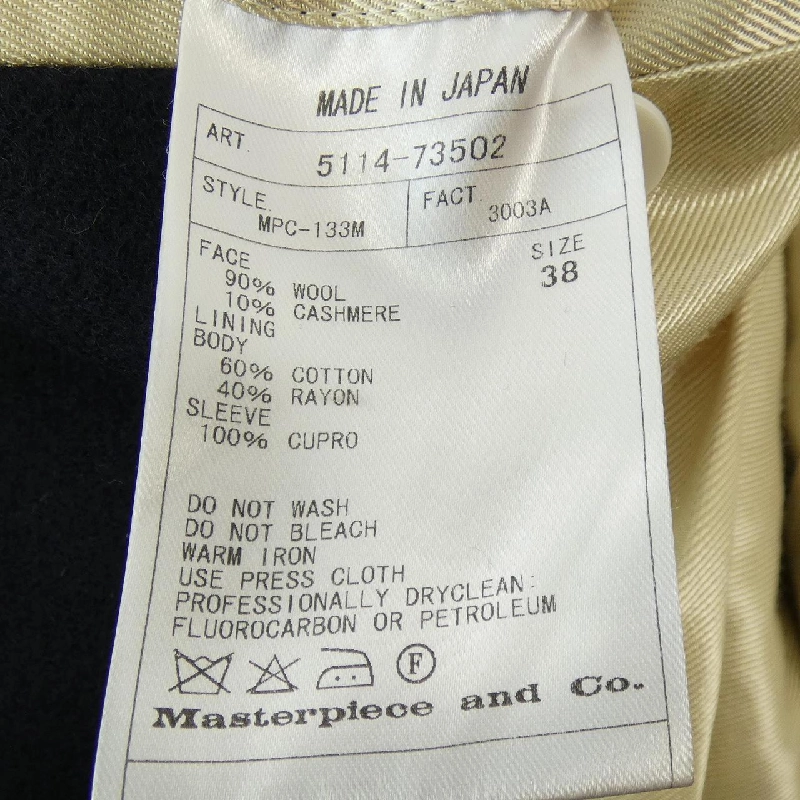 MADE IN JAPAN
ART. 5114-73502
STYLE. MPC-133M FACT. 3003A
FACE SIZE
90% WOOL 38
10% CASHMERE
LINING
BODY
60% COTTON
40% RAYON
SLEEVE
100% CUPRO
DO NOT WASH
DO NOT BLEACH
WARM IRON
USE PRESS CLOTH
PROFESSIONALLY DRYCLEAN:
FLUOROCARBON OR PETROLEUM
F
Masterpiece and Co.